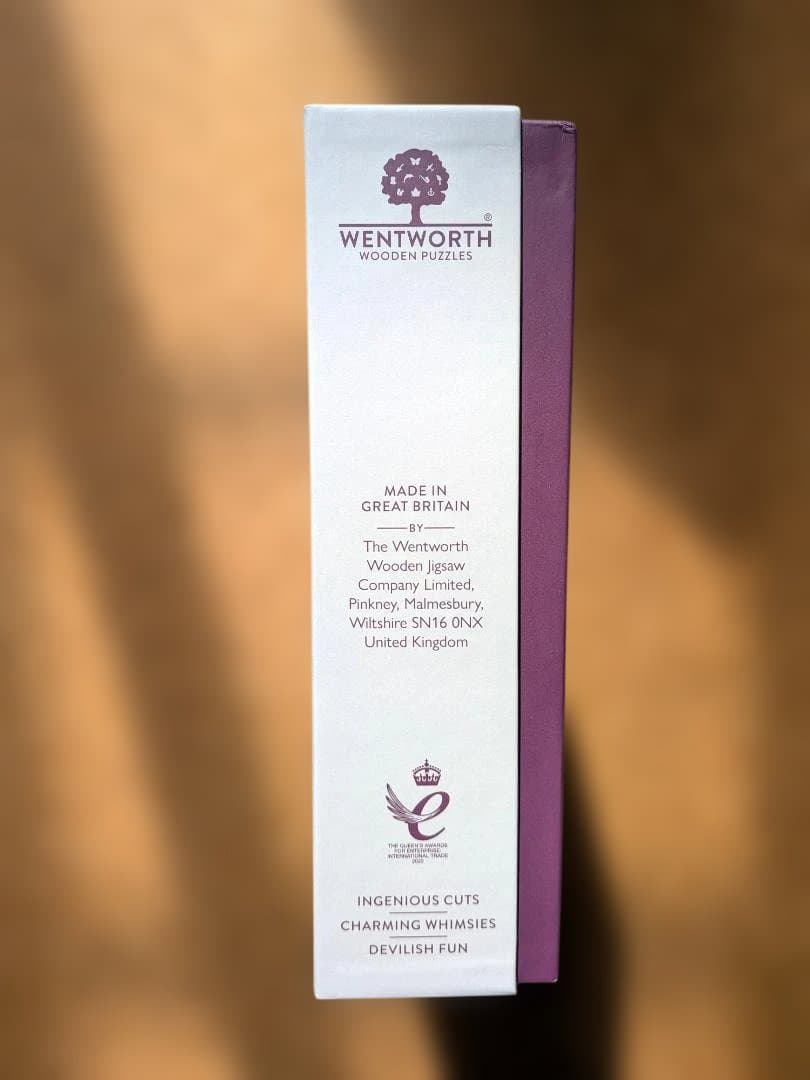 ®
WENTWORTH
WOODEN PUZZLES
MADE IN
GREAT BRITAIN
BY
The Wentworth
Wooden Jigsaw
Company Limited,
Pinkney, Malmesbury,
Wiltshire SN16 0NX
United Kingdom
e
THE QUEEN'S AWARDS
FOR ENTERPRISE:
INTERNATIONAL TRADE
2022
INGENIOUS CUTS
CHARMING WHIMSIES
DEVILISH FUN